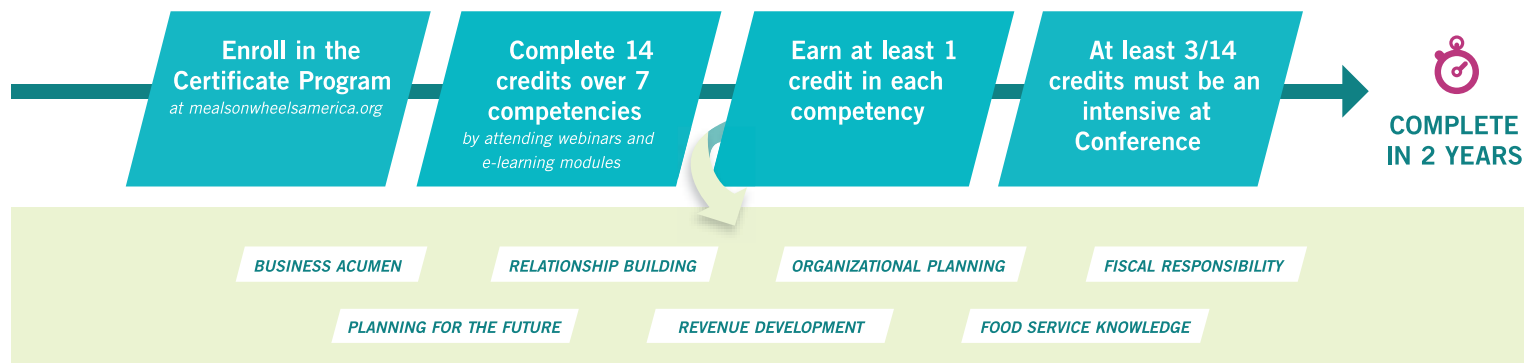 Enroll in the
Certificate Program
at mealsonwheelsamerica.org
Complete 14
credits over 7
competencies
by attending webinars and
e-learning modules
Earn at least 1
credit in each
competency
At least 3/14
credits must be an
intensive at
Conference
COMPLETE
IN 2 YEARS
BUSINESS ACUMEN
RELATIONSHIP BUILDING
ORGANIZATIONAL PLANNING
FISCAL RESPONSIBILITY
PLANNING FOR THE FUTURE
REVENUE DEVELOPMENT
FOOD SERVICE KNOWLEDGE